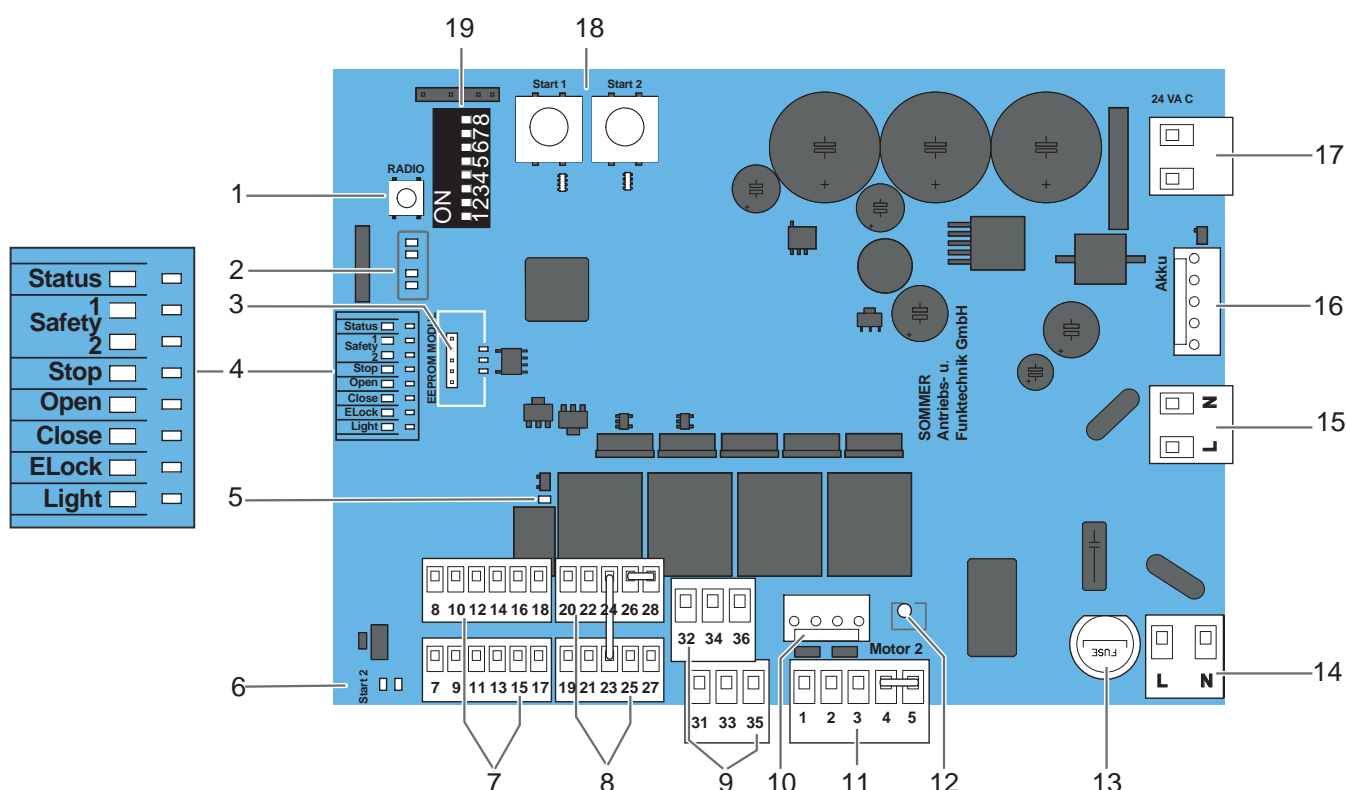 19
18
Start 1
Start 2
24 VA C
17
RADIO
1
ON
12345678
2
3
Status
1
Safety
2
Stop
Open
Close
ELock
Light
4
Status
1
Safety
2
Stop
Open
Close
ELock
Light
EEPROM MODUL
Akku
16
SOMMER
Antriebs- u.
Funktechnik GmbH
N
L
15
5
8 10 12 14 16 18
20 22 24 26 28
32 34 36
Motor 2
FUSE
L N
14
6
Start 2
7 9 11 13 15 17
19 21 23 25 27
31 33 35
1 2 3 4 5
7
8
9
10
11
12
13